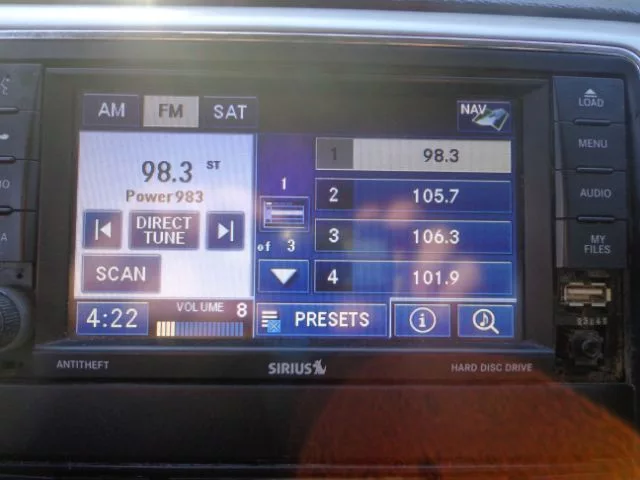 LOAD
AM FM SAT NAV
MENU
98.3 ST
Power983
1 98.3
1
2 105.7
AUDIO
DIRECT
TUNE
of 3
3 106.3
MY
FILES
SCAN
4 101.9
4:22
VOLUME 8
PRESETS
i
ANTITHEFT
SIRIUS
HARD DISC DRIVE